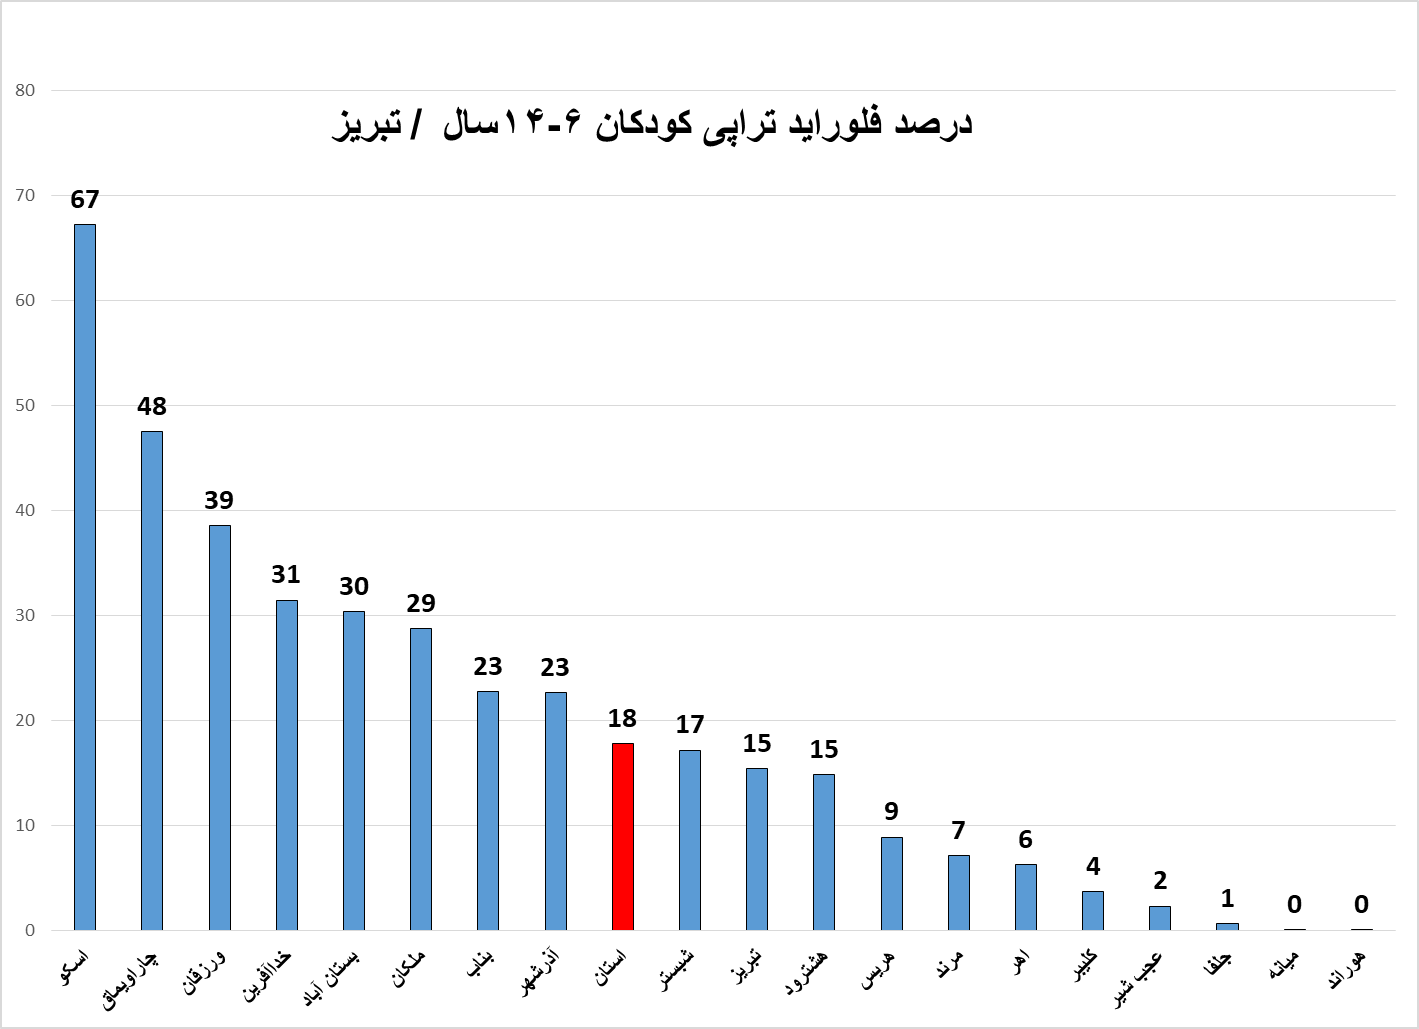 درصد فلوراید تراپی کودکان ۶-۱۴سال / تبریز
80
70
60
50
40
30
20
10
0
67
48
39
31
30
29
23
23
18
17
15
15
9
7
6
4
2
1
0
0
اسکو
چاراویماق
ورزقان
خداآفرین
بستان آباد
ملکان
بناب
آذرشهر
استان
شبستر
تبریز
هشترود
هریس
مرند
اهر
کلیبر
عجب شیر
جلفا
میانه
هوراند